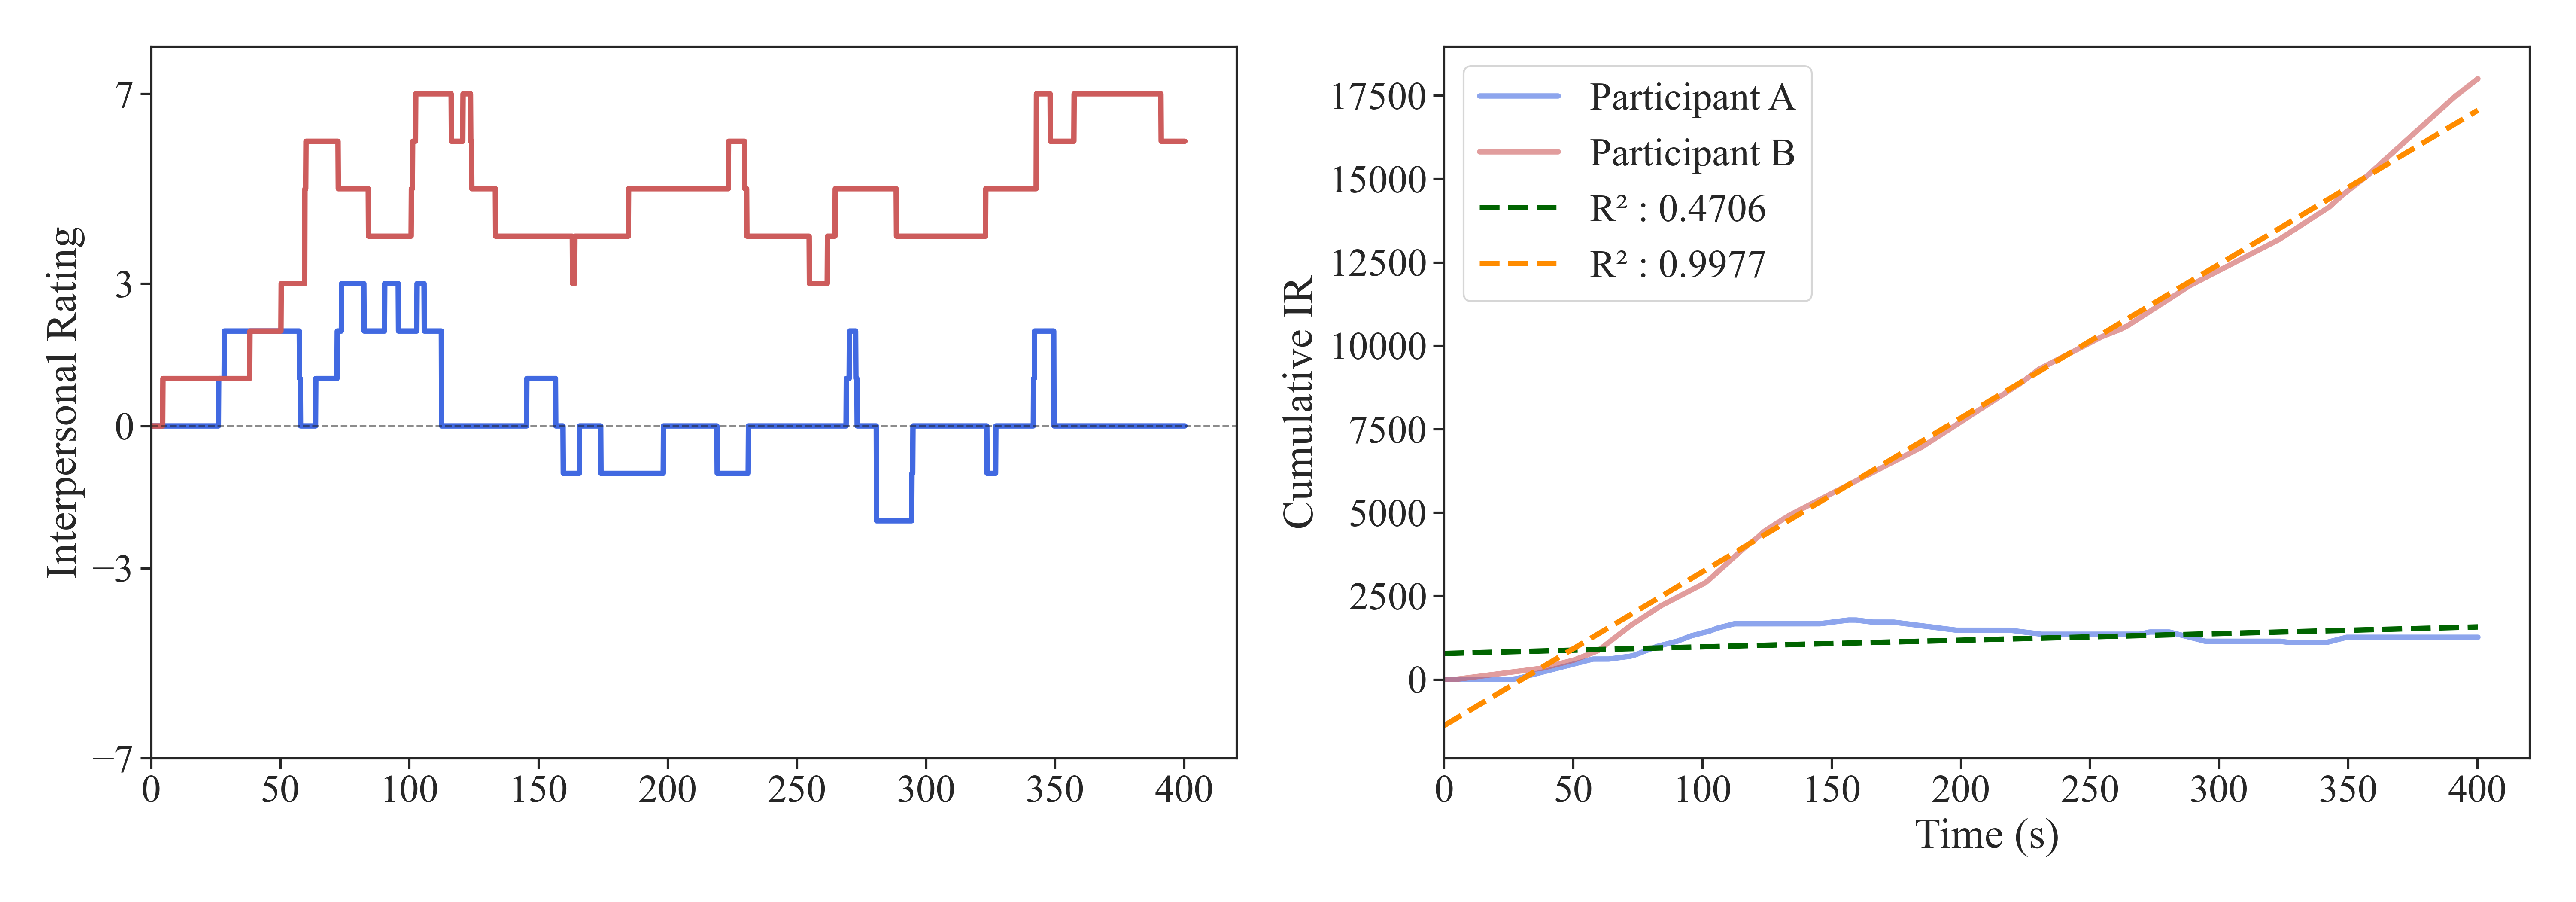 Interpersonal Rating
7
3
0
−3
−7
0 50 100 150 200 250 300 350 400
Cumulative IR
17500
15000
12500
10000
7500
5000
2500
0
Participant A
Participant B
R² : 0.4706
R² : 0.9977
0 50 100 150 200 250 300 350 400
Time (s)